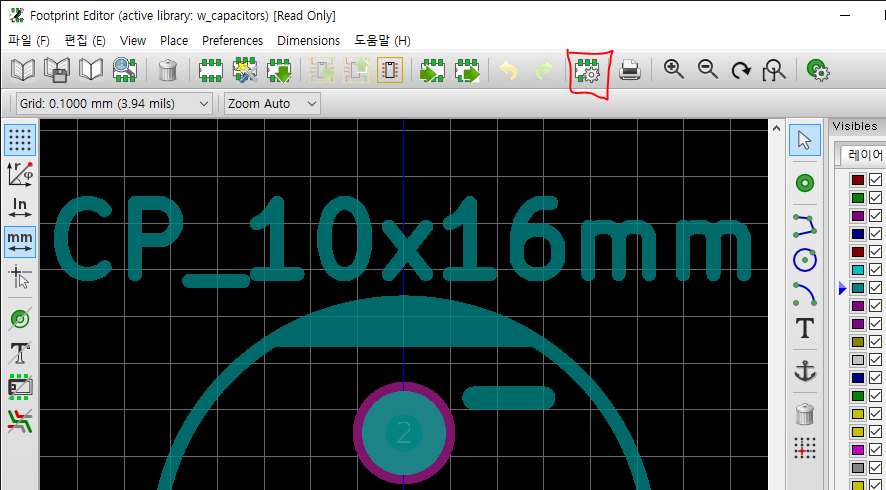 Footprint Editor (active library: w_capacitors) [Read Only]
파일 (F) 편집 (E) View Place Preferences Dimensions 도움말 (H)
Grid: 0.1000 mm (3.94 mils) Zoom Auto
Visibles
레이어
r φ
In
mm
CP_10x16mm
T
T
2